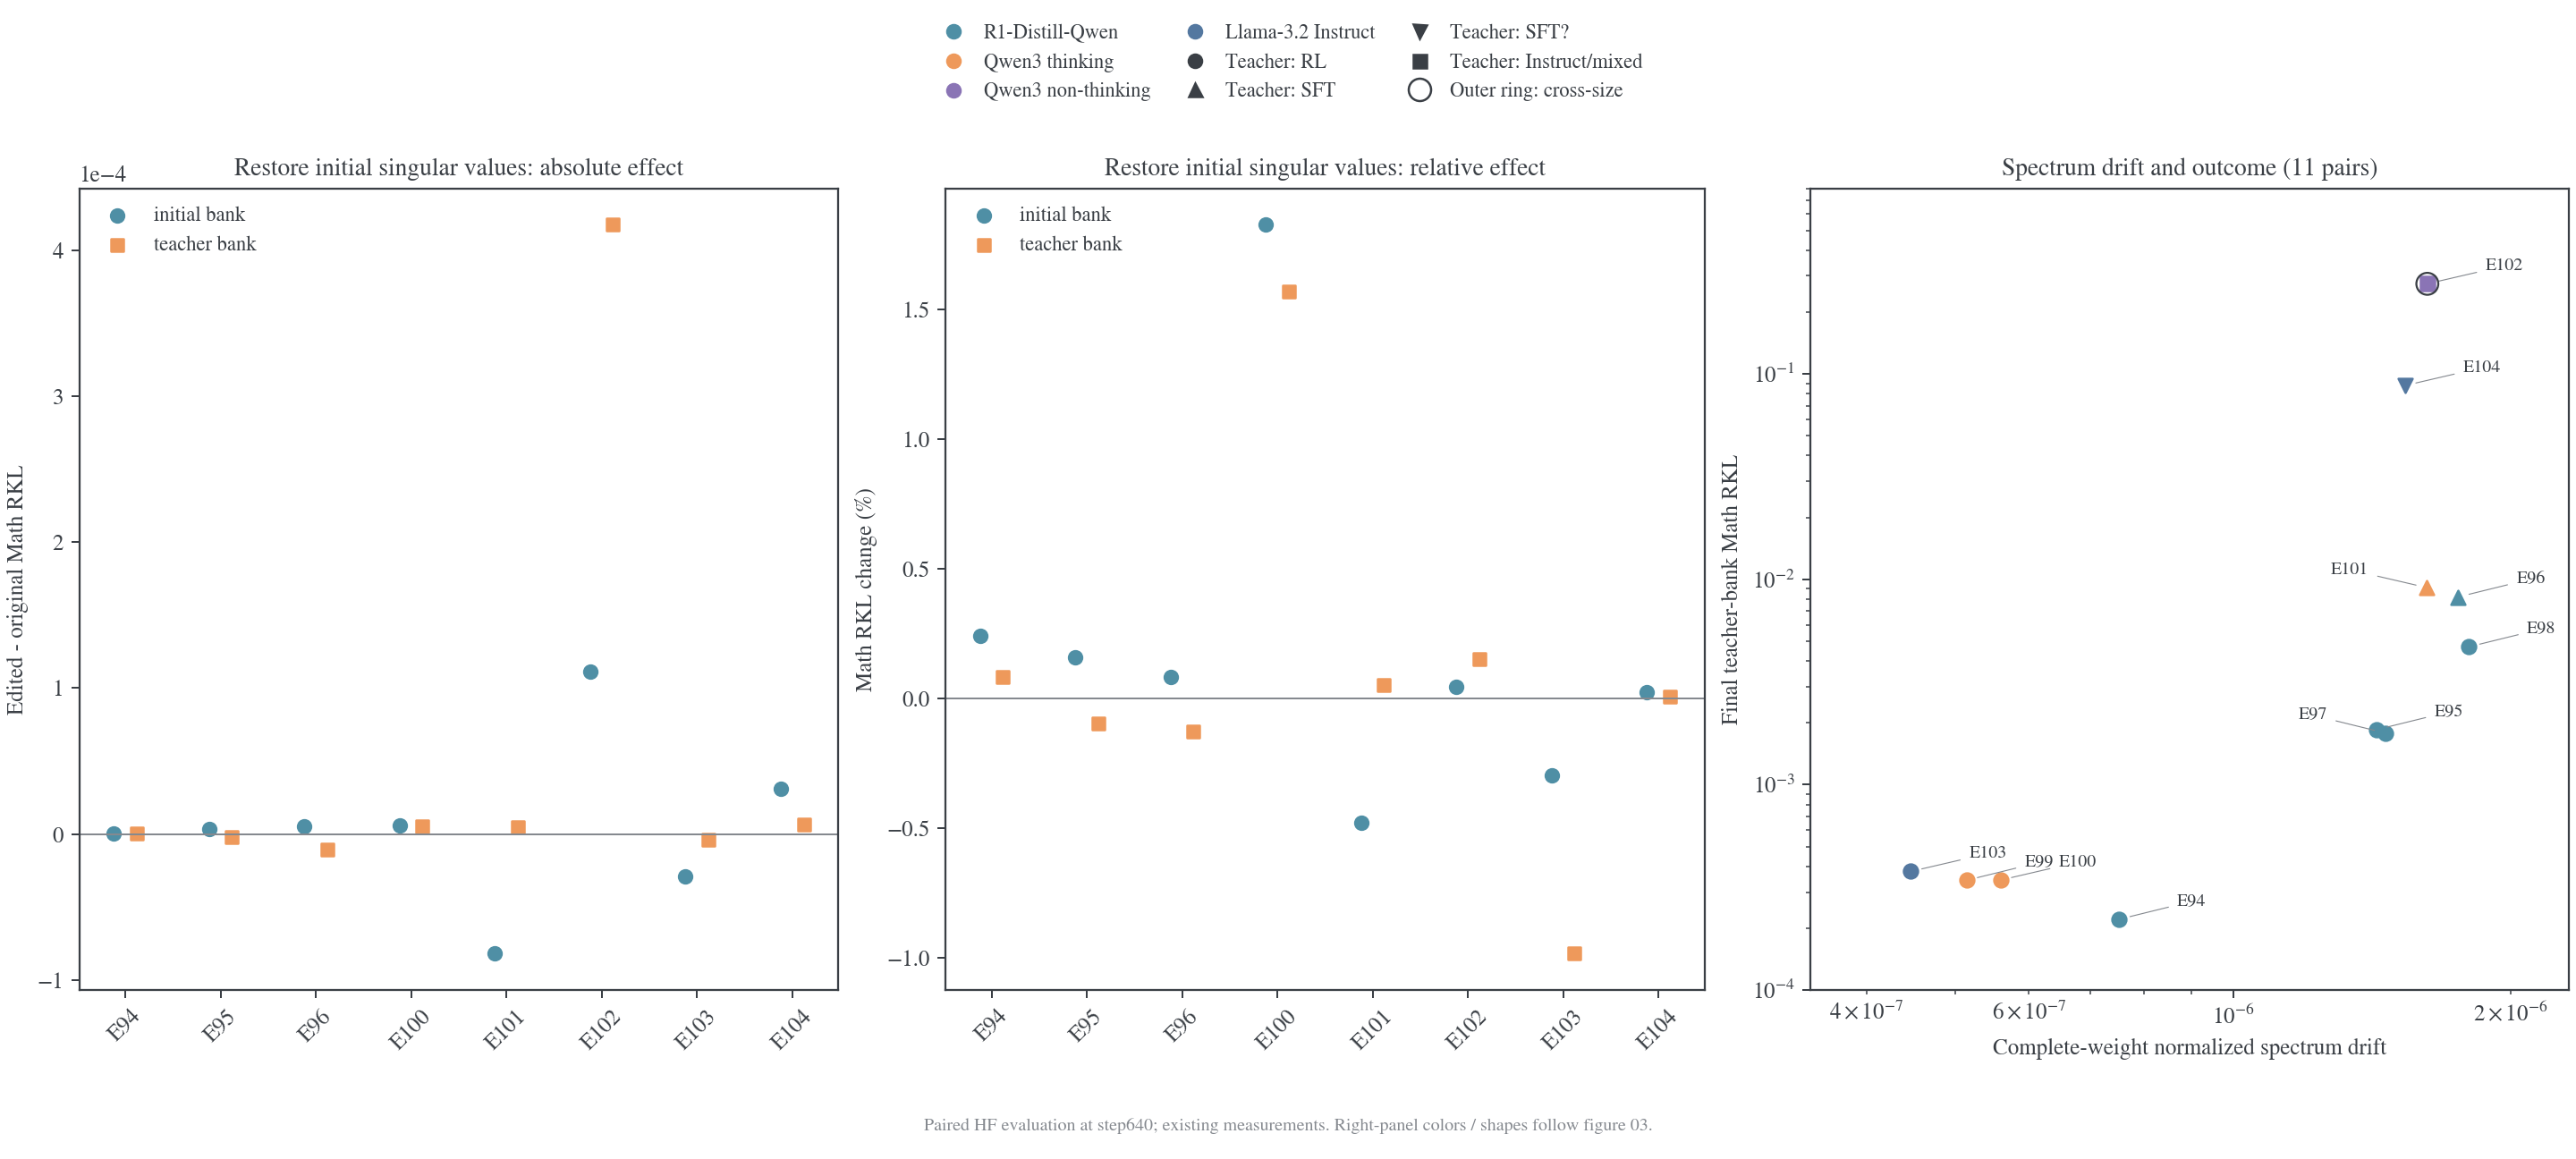 R1-Distill-Qwen
Qwen3 thinking
Qwen3 non-thinking
Llama-3.2 Instruct
Teacher: RL
Teacher: SFT
Teacher: SFT?
Teacher: Instruct/mixed
Outer ring: cross-size
Restore initial singular values: absolute effect
1e−4
initial bank
teacher bank
4
3
2
1
0
−1
Edited - original Math RKL
E94
E95
E96
E100
E101
E102
E103
E104
Restore initial singular values: relative effect
initial bank
teacher bank
1.5
1.0
0.5
0.0
−0.5
−1.0
Math RKL change (%)
E94
E95
E96
E100
E101
E102
E103
E104
Spectrum drift and outcome (11 pairs)
E102
E104
E101
E96
E98
E97
E95
E103
E99 E100
E94
10⁻¹
10⁻²
10⁻³
10⁻⁴
Final teacher-bank Math RKL
4×10⁻⁷
6×10⁻⁷
10⁻⁶
2×10⁻⁶
Complete-weight normalized spectrum drift
Paired HF evaluation at step640; existing measurements. Right-panel colors / shapes follow figure 03.